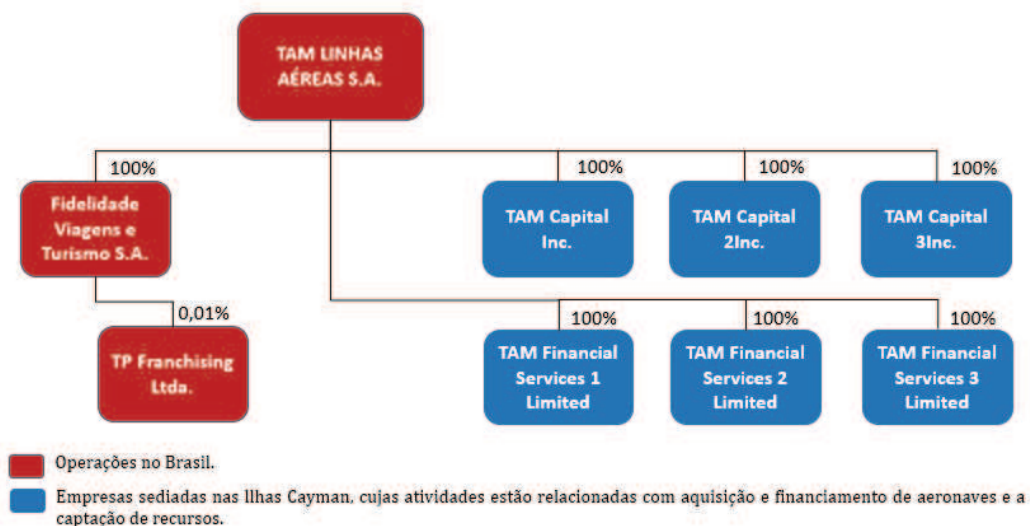 TAM LINHAS
AÉREAS S.A.
100%
100%
100%
100%
Fidelidade
Viagens e
Turismo S.A.
TAM Capital
Inc.
TAM Capital
2Inc.
TAM Capital
3Inc.
0,01%
100%
100%
100%
TP Franchising
Ltda.
TAM Financial
Services 1
Limited
TAM Financial
Services 2
Limited
TAM Financial
Services 3
Limited
Operações no Brasil.
Empresas sediadas nas Ilhas Cayman, cujas atividades estão relacionadas com aquisição e financiamento de aeronaves e a
captação de recursos.